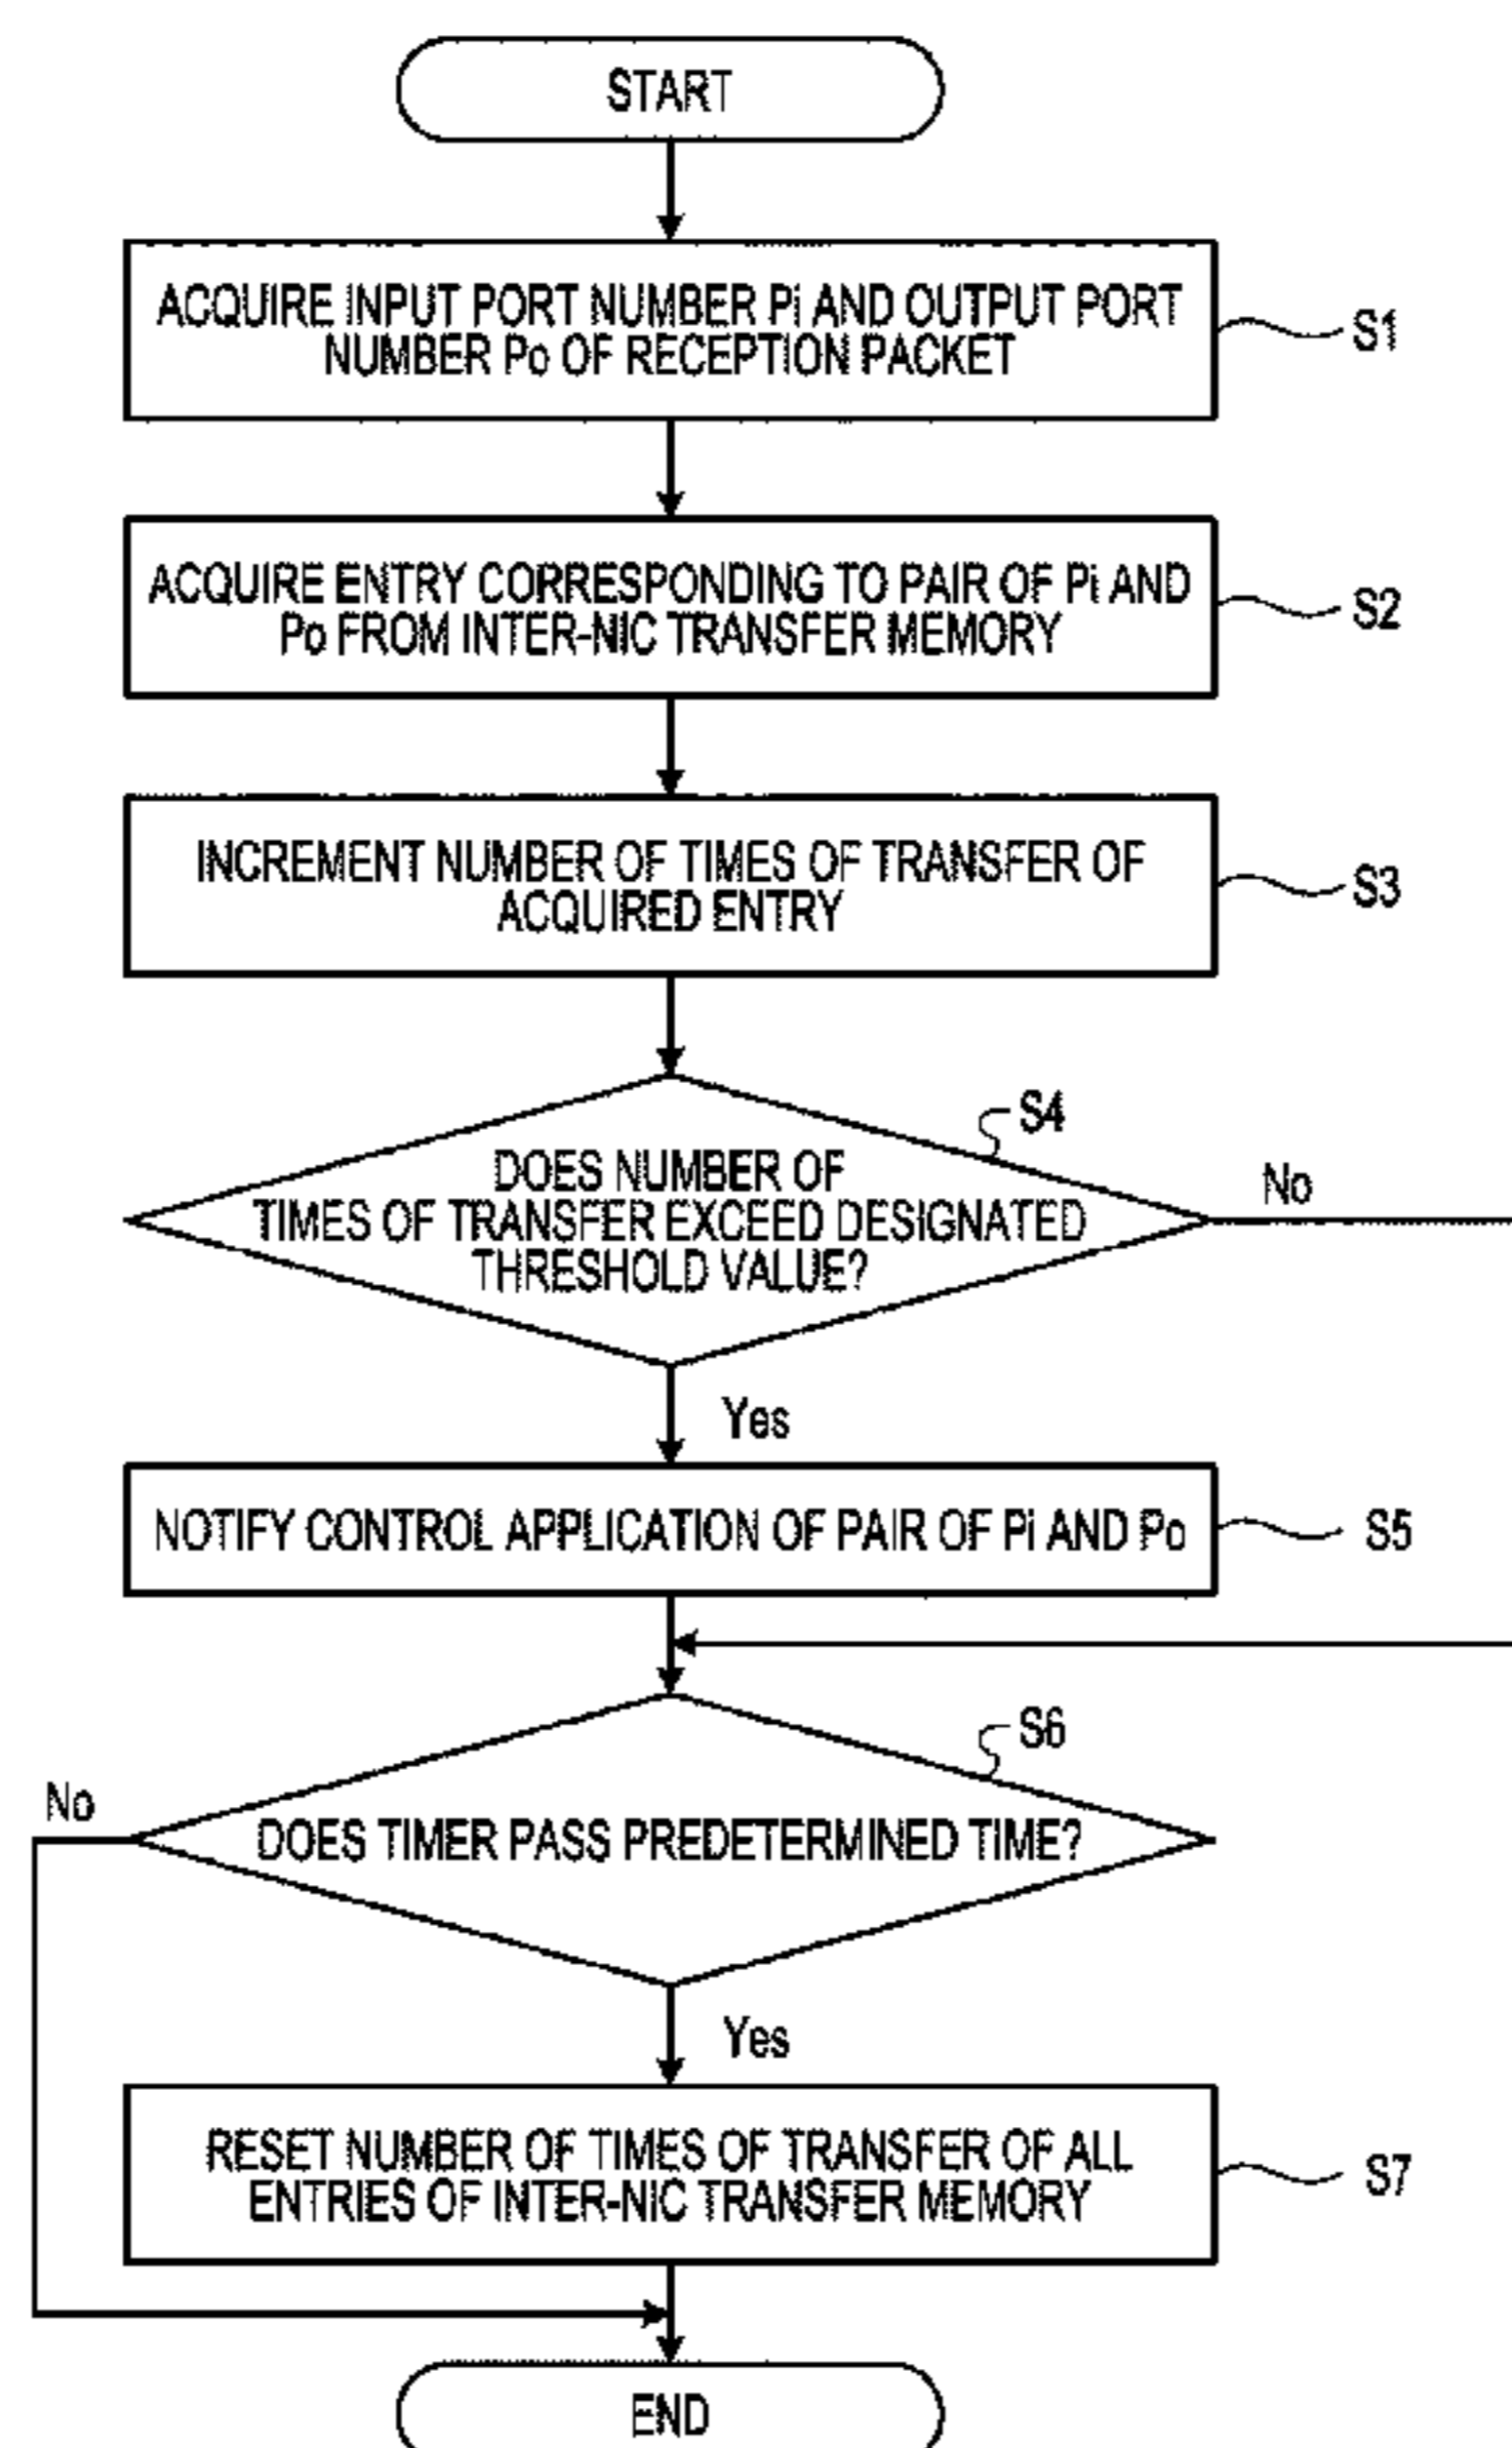 START
ACQUIRE INPUT PORT NUMBER Pi AND OUTPUT PORT
NUMBER Po OF RECEPTION PACKET
S1
ACQUIRE ENTRY CORRESPONDING TO PAIR OF Pi AND
Po FROM INTER-NIC TRANSFER MEMORY
S2
INCREMENT NUMBER OF TIMES OF TRANSFER OF
ACQUIRED ENTRY
S3
S4
DOES NUMBER OF
TIMES OF TRANSFER EXCEED DESIGNATED
THRESHOLD VALUE?
No
Yes
NOTIFY CONTROL APPLICATION OF PAIR OF Pi AND Po
S5
S6
No
DOES TIMER PASS PREDETERMINED TIME?
Yes
RESET NUMBER OF TIMES OF TRANSFER OF ALL
ENTRIES OF INTER-NIC TRANSFER MEMORY
S7
END